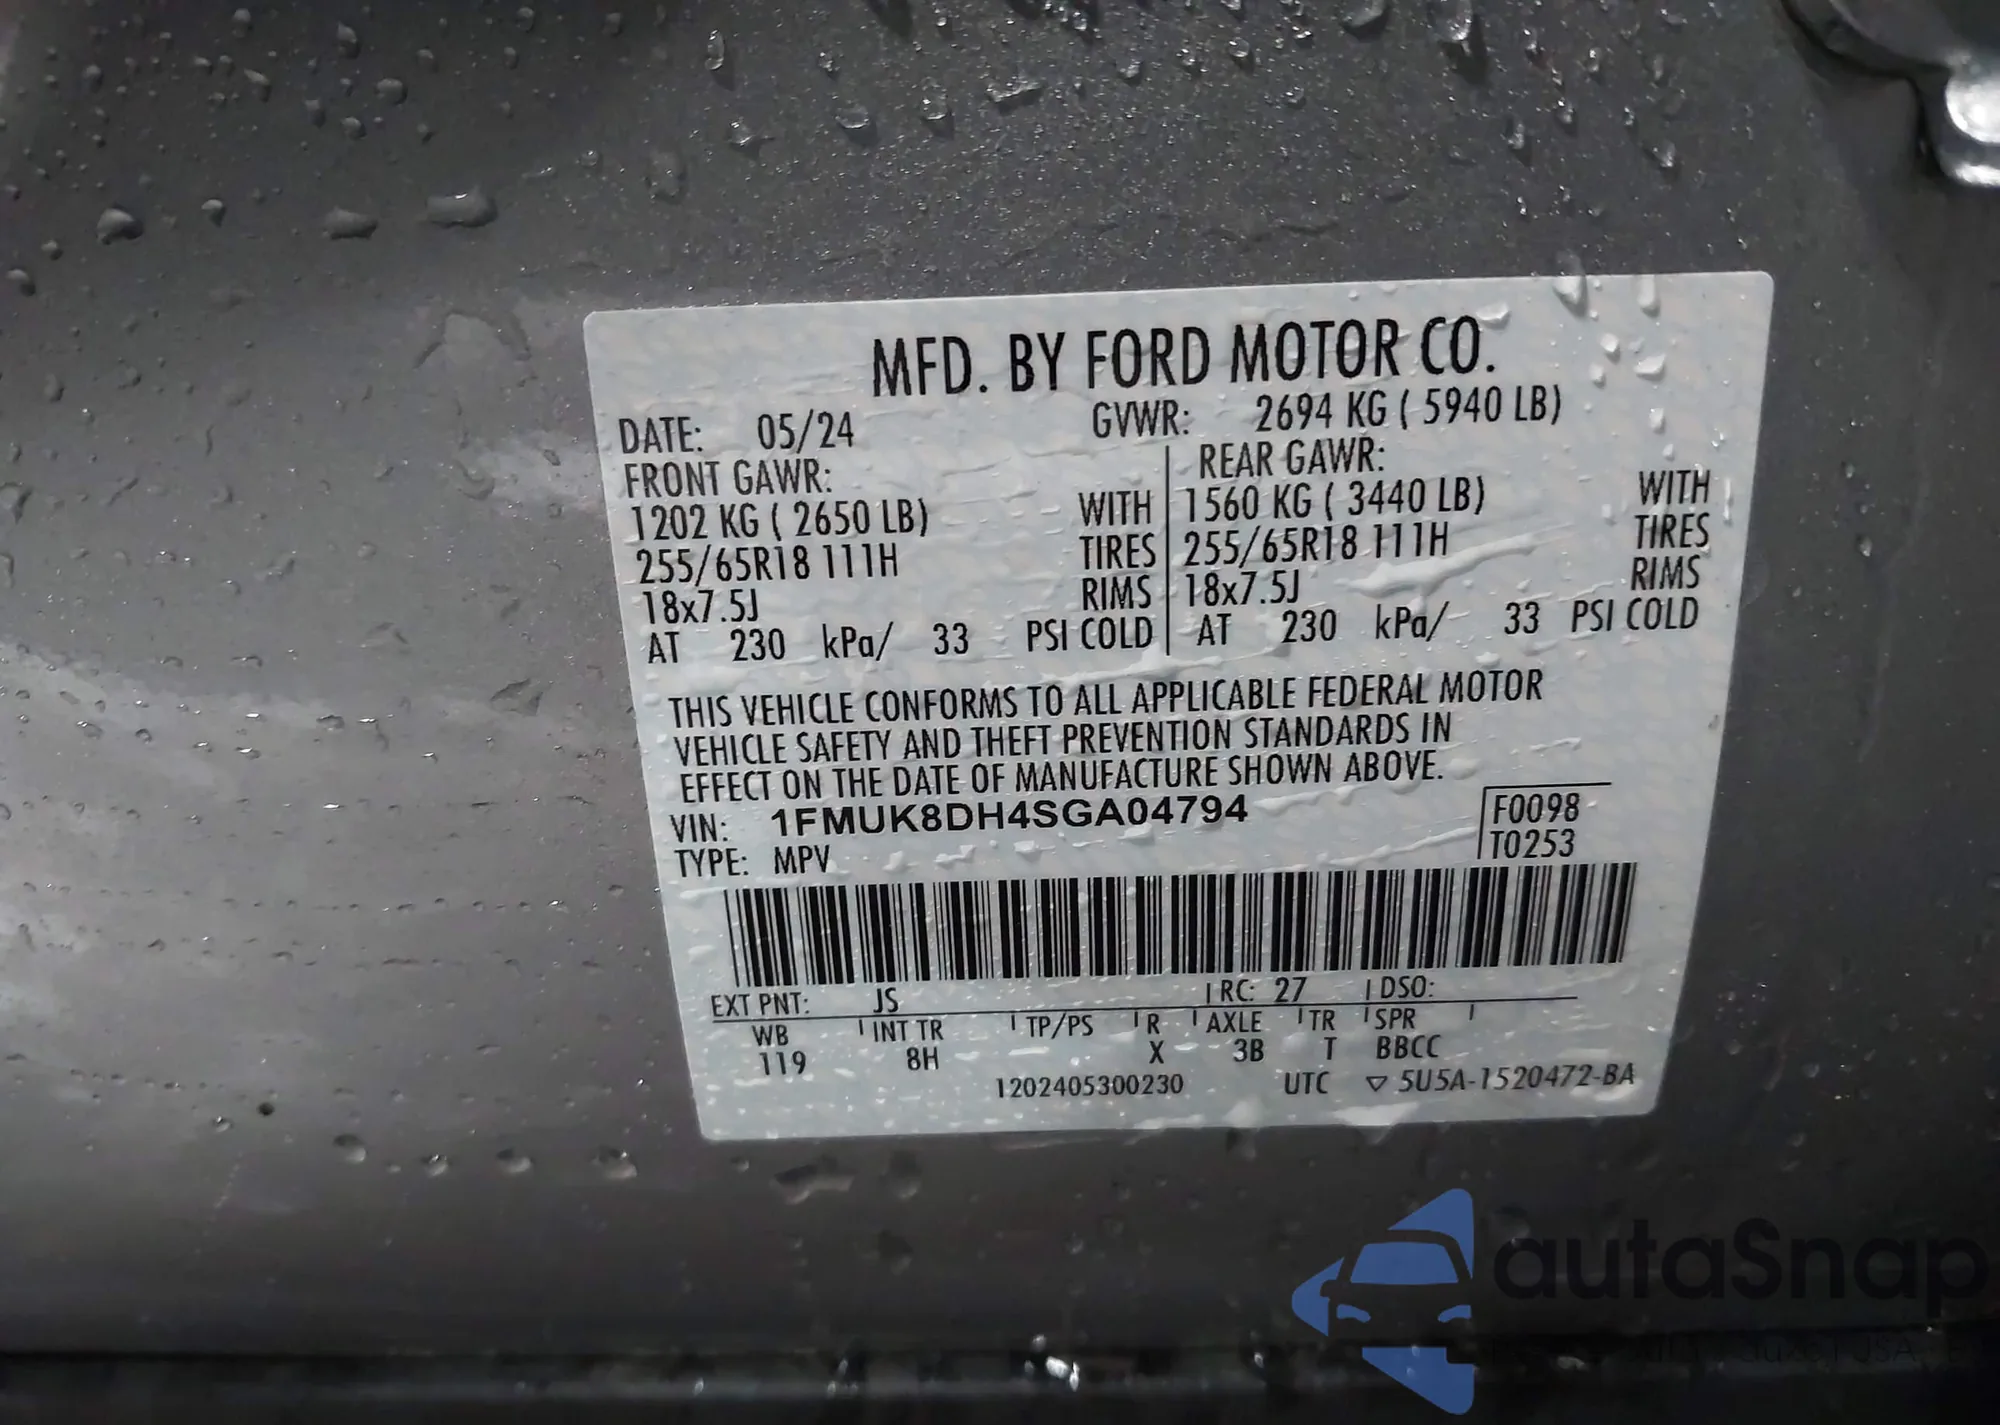 MFD. BY FORD MOTOR CO.
DATE: 05/24 GVWR: 2694 KG ( 5940 LB)
FRONT GAWR: REAR GAWR:
1202 KG ( 2650 LB) WITH 1560 KG ( 3440 LB) WITH
255/65R18 111H TIRES 255/65R18 111H TIRES
18x7.5J RIMS 18x7.5J RIMS
AT 230 kPa/ 33 PSI COLD AT 230 kPa/ 33 PSI COLD
THIS VEHICLE CONFORMS TO ALL APPLICABLE FEDERAL MOTOR
VEHICLE SAFETY AND THEFT PREVENTION STANDARDS IN
EFFECT ON THE DATE OF MANUFACTURE SHOWN ABOVE.
VIN: 1FMUK8DH4SGA04794 F0098
TYPE: MPV T0253
EXT PNT: JS RC: 27 DSO:
WB INT TR TP/PS R AXLE TR SPR
119 8H X 3B T BBCC
1202405300230 UTC ▽ 5U5A-1520472-BA
autoSnap